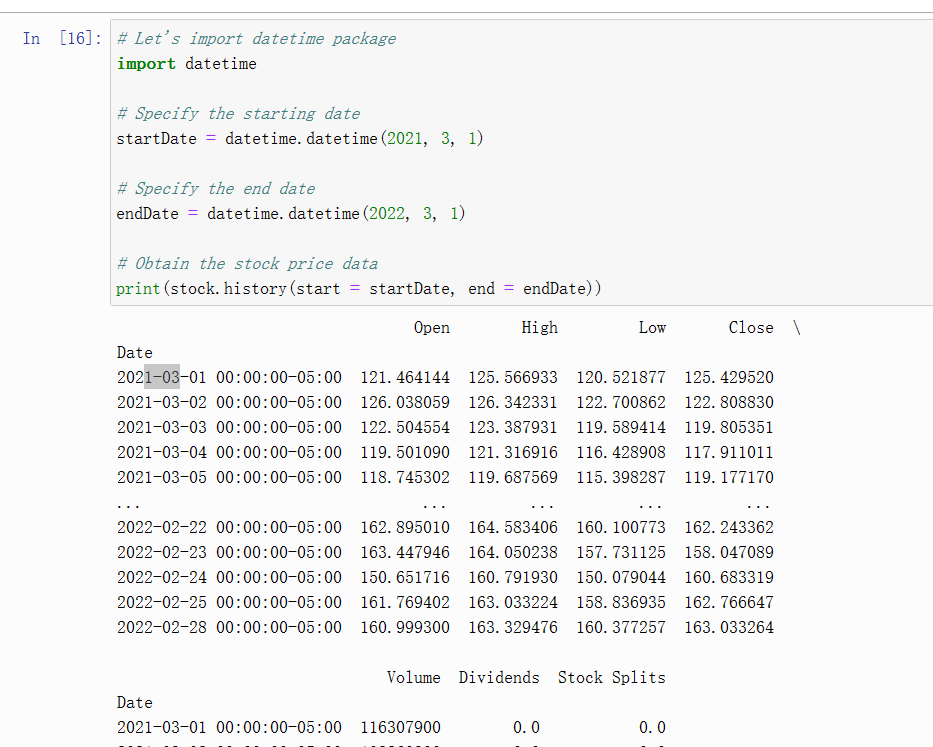 In [16]:
# Let's import datetime package
import datetime
# Specify the starting date
startDate = datetime.datetime(2021, 3, 1)
# Specify the end date
endDate = datetime.datetime(2022, 3, 1)
# Obtain the stock price data
print(stock.history(start = startDate, end = endDate))
Open High Low Close \
Date
2021-03-01 00:00:00-05:00 121.464144 125.566933 120.521877 125.429520
2021-03-02 00:00:00-05:00 126.038059 126.342331 122.700862 122.808830
2021-03-03 00:00:00-05:00 122.504554 123.387931 119.589414 119.805351
2021-03-04 00:00:00-05:00 119.501090 121.316916 116.428908 117.911011
2021-03-05 00:00:00-05:00 118.745302 119.687569 115.398287 119.177170
... ... ... ... ...
2022-02-22 00:00:00-05:00 162.895010 164.583406 160.100773 162.243362
2022-02-23 00:00:00-05:00 163.447946 164.050238 157.731125 158.047089
2022-02-24 00:00:00-05:00 150.651716 160.791930 150.079044 160.683319
2022-02-25 00:00:00-05:00 161.769402 163.033224 158.836935 162.766647
2022-02-28 00:00:00-05:00 160.999300 163.329476 160.377257 163.033264
Volume Dividends Stock Splits
Date
2021-03-01 00:00:00-05:00 116307900 0.0 0.0